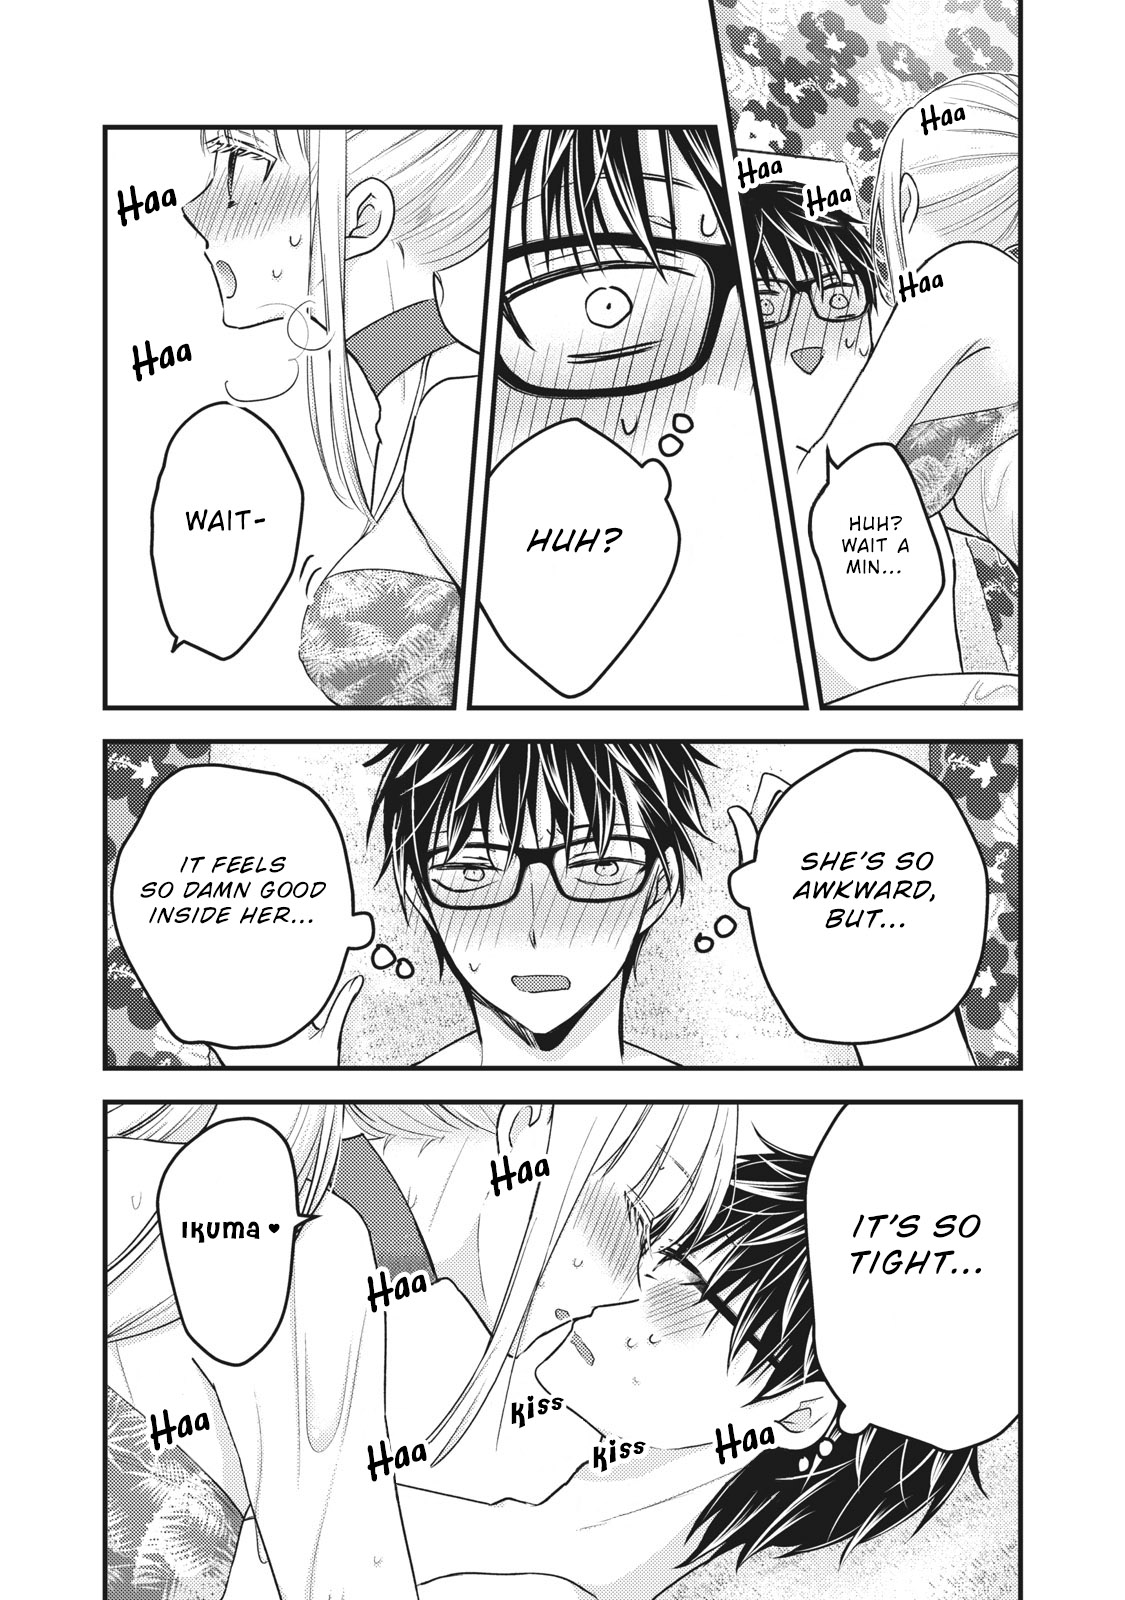 Haa
Haa
Haa
Haa
HUH?
WAIT A
MIN...
HUH?
Haa
Haa
WAIT-
SHE'S SO
AWKWARD,
BUT...
IT FEELS
SO DAMN GOOD
INSIDE HER...
IT'S SO
TIGHT...
Haa
IKUMA ♥
Haa
kiss
kiss
Haa
Haa
Haa